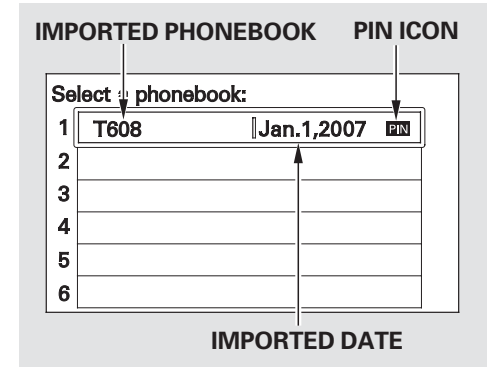 IMPORTED PHONEBOOK PIN ICON
Select a phonebook:
1 T608 Jan.1,2007 PIN
2
3
4
5
6
IMPORTED DATE